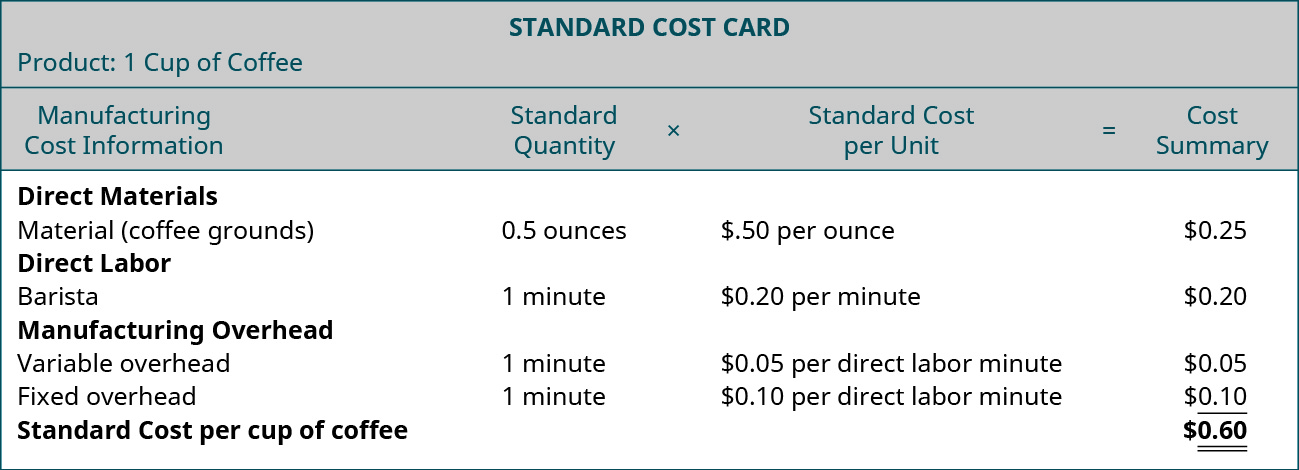 STANDARD COST CARD
Product: 1 Cup of Coffee
Manufacturing Cost Information Standard Quantity × Standard Cost per Unit = Cost Summary
Direct Materials
Material (coffee grounds) 0.5 ounces $.50 per ounce $0.25
Direct Labor
Barista 1 minute $0.20 per minute $0.20
Manufacturing Overhead
Variable overhead 1 minute $0.05 per direct labor minute $0.05
Fixed overhead 1 minute $0.10 per direct labor minute $0.10
Standard Cost per cup of coffee $0.60